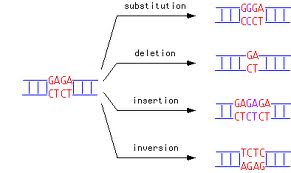 substitution
GGGA
CCCT
deletion
GA
CT
GAGA
CTCT
insertion
GAGAGA
CTCTCT
inversion
TCTC
AGAG